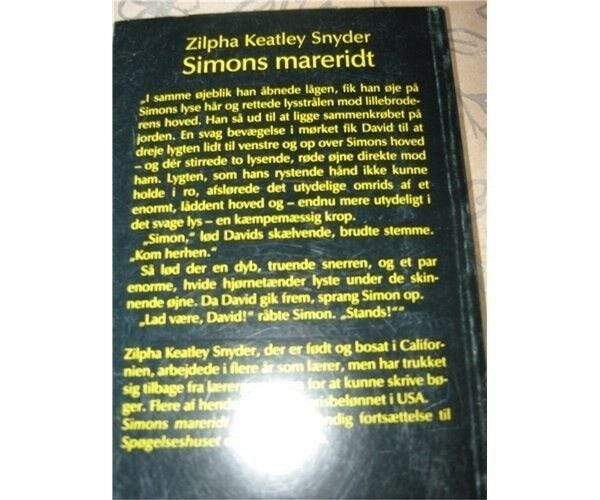 Zilpha Keatley Snyder
Simons mareridt
„I samme øjeblik han åbnede lågen, fik han øje på
Simons lyse hår og rettede lysstrålen mod lillebrode-
rens hoved. Han så ud til at ligge sammenkrøbet på
jorden. En svag bevægelse i mørket fik David til at
dreje lygten lidt til venstre og op over Simons hoved
– og dér stirrede to lysende, røde øjne direkte mod
ham. Lygten, som hans rystende hånd ikke kunne
holde i ro, afslørede det utydelige omrids af et
enormt, låddent hoved og – endnu mere utydeligt i
det svage lys – en kæmpemæssig krop.
„Simon,” lød Davids skælvende, brudte stemme.
„Kom herhen.”
Så lød der en dyb, truende snerren, og et par
enorme, hvide hjørnetænder lyste under de skin-
nende øjne. Da David gik frem, sprang Simon op.
„Lad være, David!” råbte Simon. „Stands!””
Zilpha Keatley Snyder, der er født og bosat i Califor-
nien, arbejdede i flere år som lærer, men har trukket
sig tilbage fra for at kunne skrive bø-
ger. Flere af USA.
Simons mareridt fortsættelse til
Spøgelseshuset